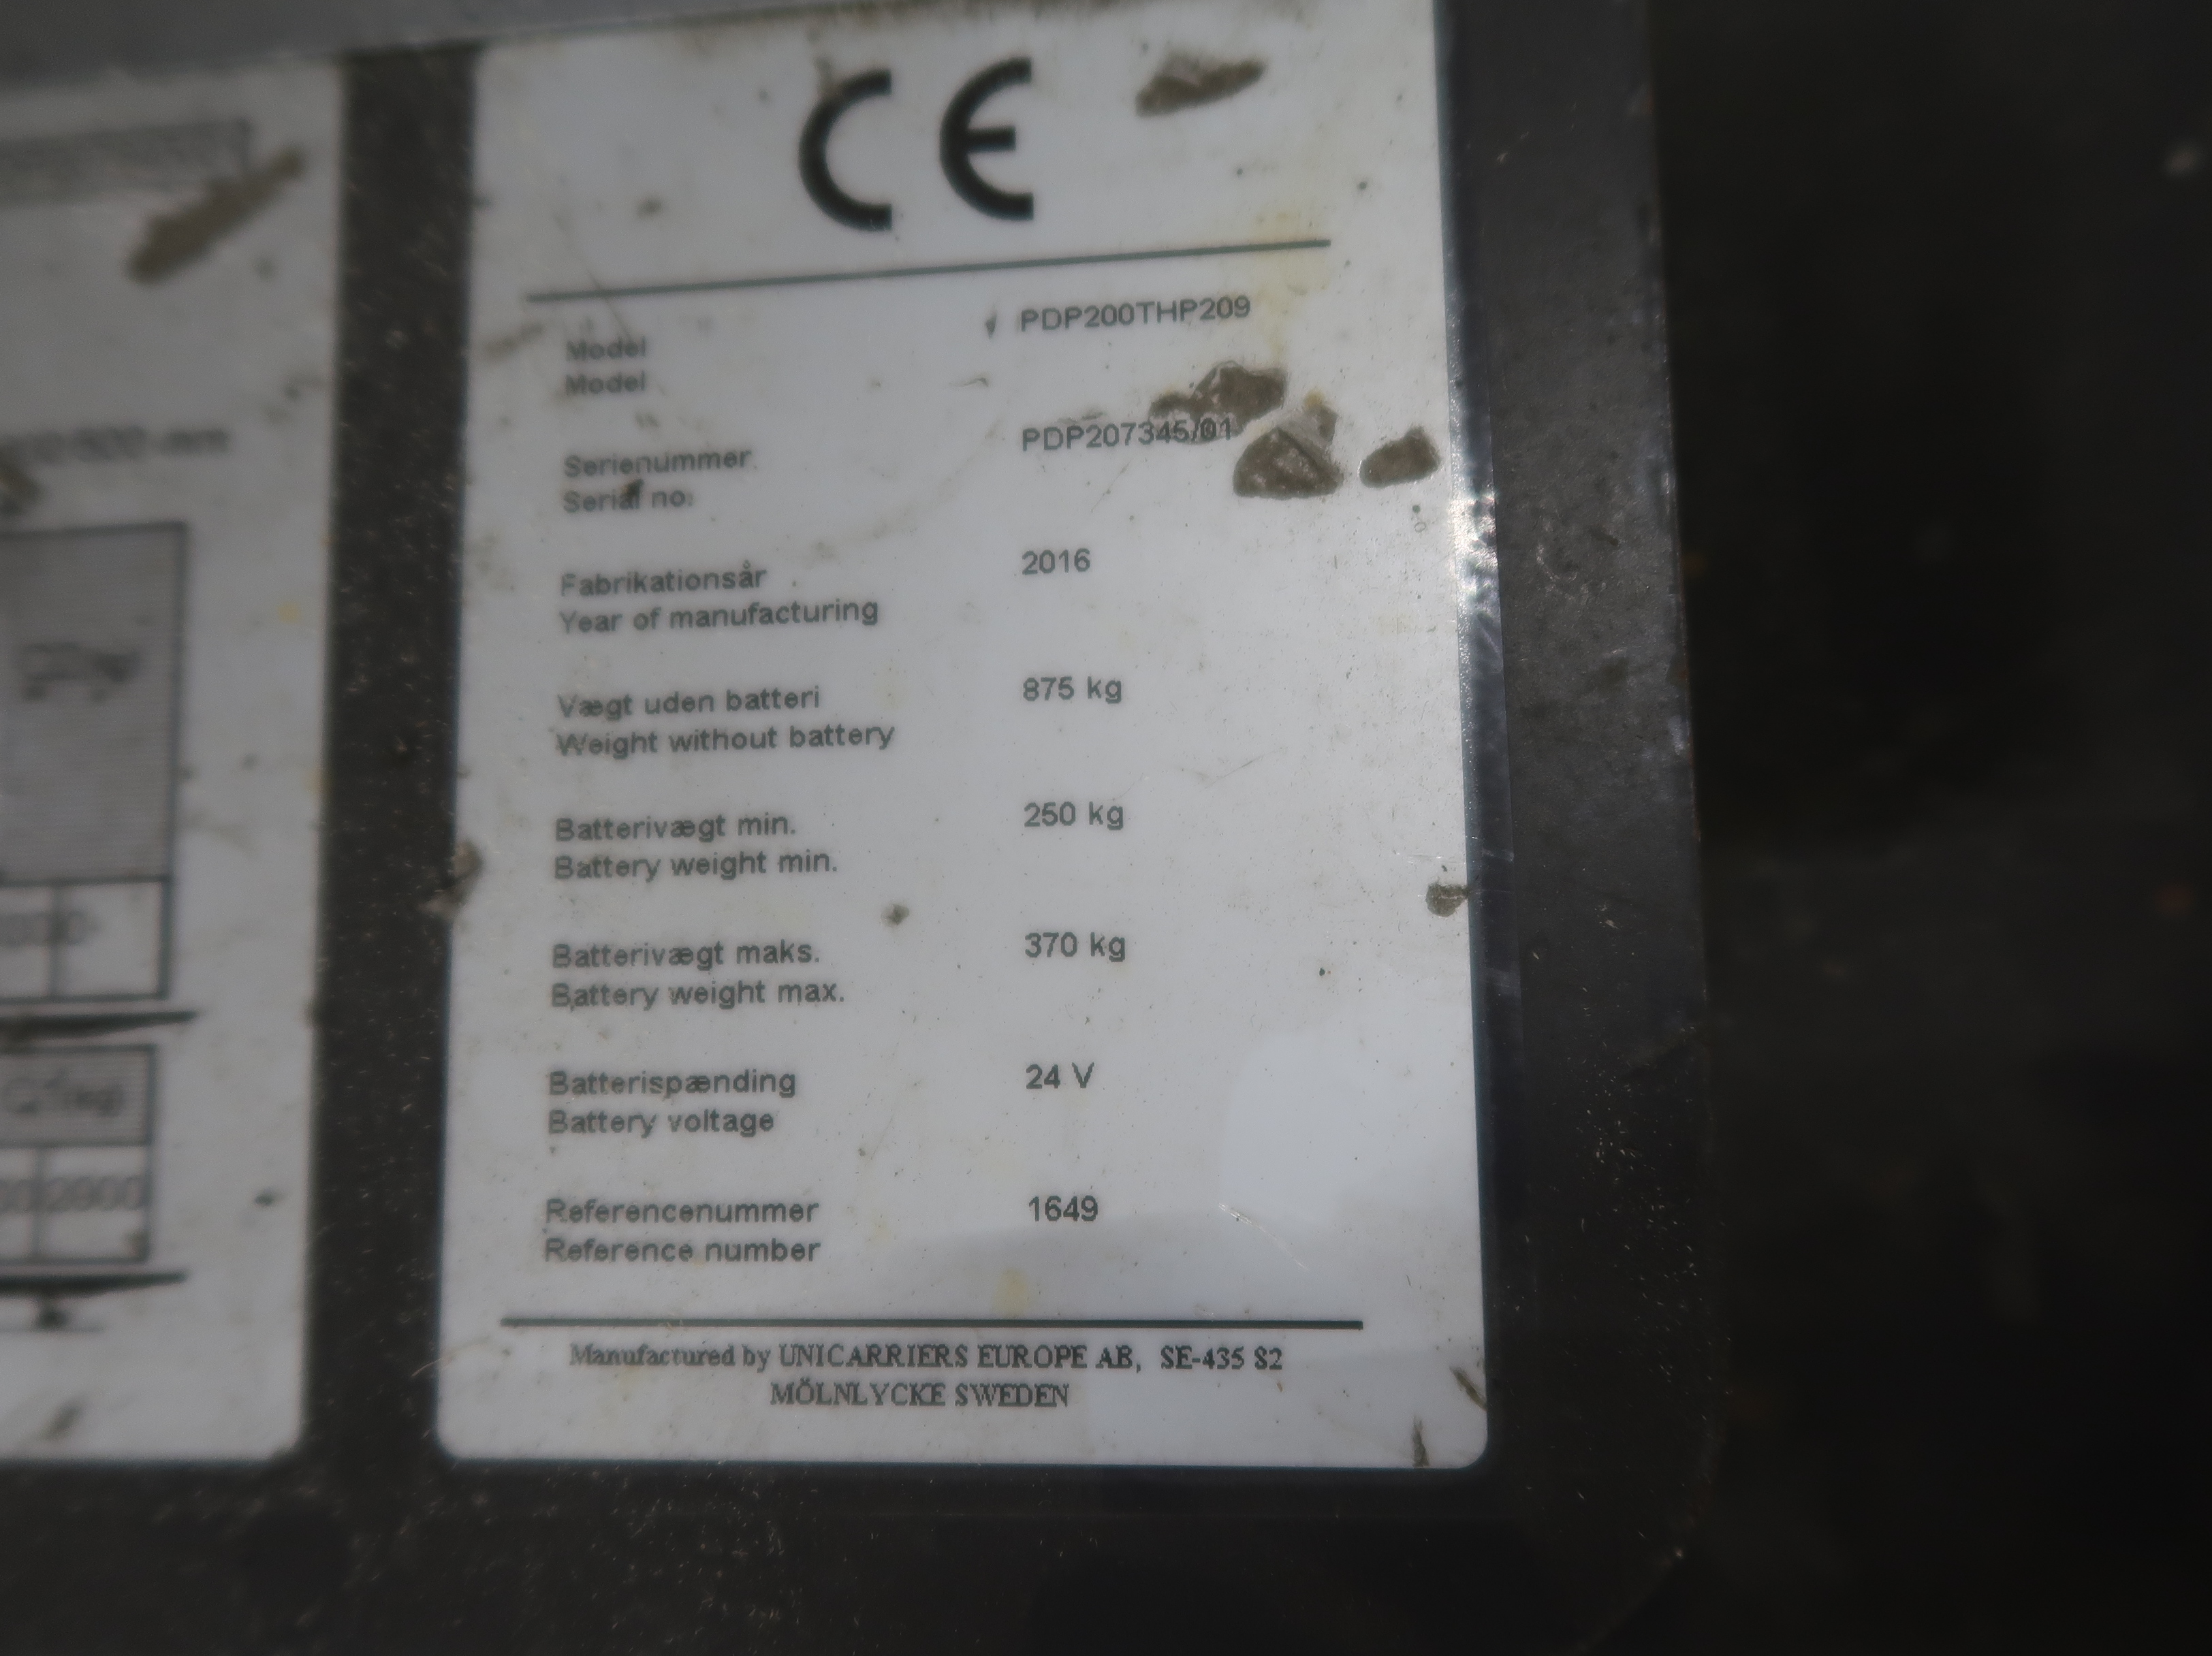 CE
Model
Model
PDP200THP209
Serienummer
Serial no.
PDP207345/01
Fabrikationsår
Year of manufacturing
2016
Vægt uden batteri
Weight without battery
875 kg
Batterivægt min.
Battery weight min.
250 kg
Batterivægt maks.
Battery weight max.
370 kg
Batterispænding
Battery voltage
24 V
Referencenummer
Reference number
1649
Manufactured by UNICARRIERS EUROPE AB, SE-435 82
MÖLNLYCKE SWEDEN